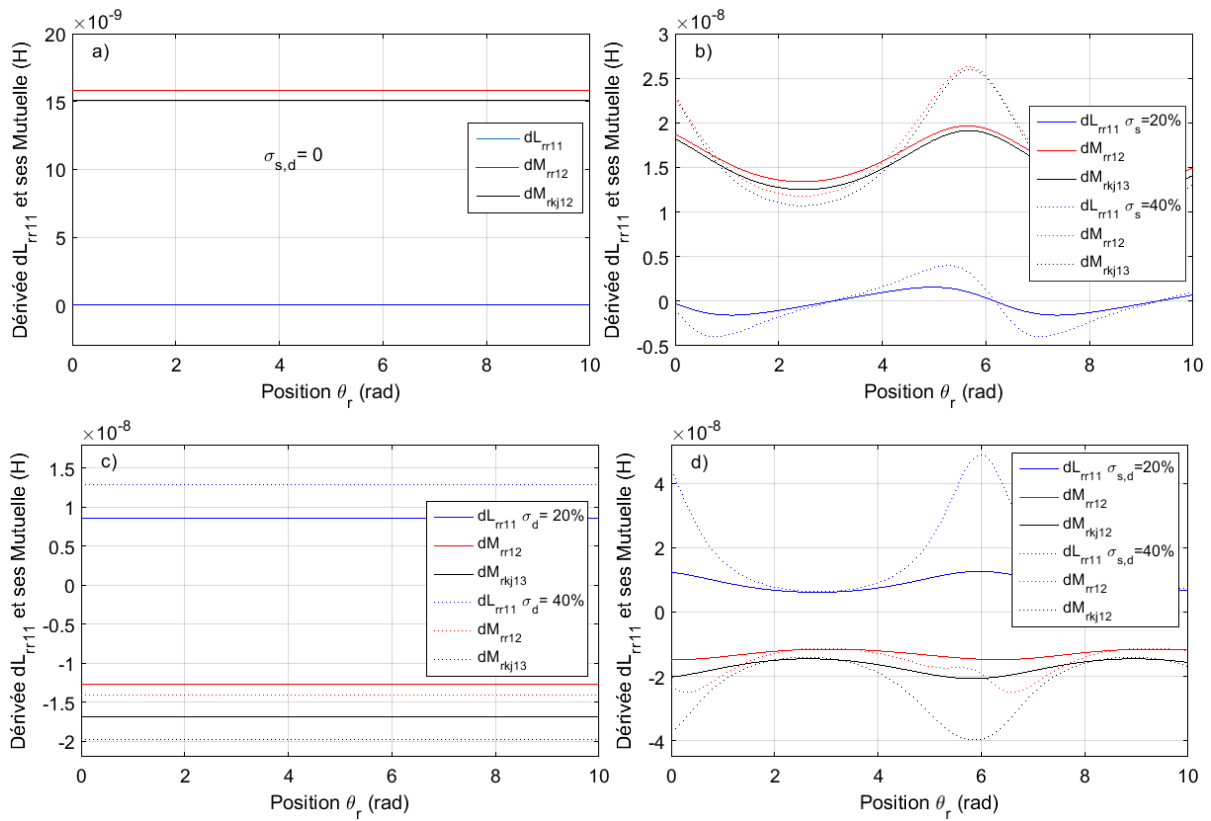 ×10^-9
a)
20
15
10
5
0
Dérivée dL_rr11 et ses Mutuelle (H)
σ_s,d= 0
dL_rr11
dM_rr12
dM_rkj12
0 2 4 6 8 10
Position θ_r (rad)
×10^-8
b)
3
2.5
2
1.5
1
0.5
0
-0.5
Dérivée dL_rr11 et ses Mutuelle (H)
dL_rr11 σ_s=20%
dM_rr12
dM_rkj13
dL_rr11 σ_s=40%
dM_rr12
dM_rkj13
0 2 4 6 8 10
Position θ_r (rad)
×10^-8
c)
1.5
1
0.5
0
-0.5
-1
-1.5
-2
Dérivée dL_rr11 et ses Mutuelle (H)
dL_rr11 σ_d= 20%
dM_rr12
dM_rkj13
dL_rr11 σ_d= 40%
dM_rr12
dM_rkj13
0 2 4 6 8 10
Position θ_r (rad)
×10^-8
d)
4
2
0
-2
-4
Dérivée dL_rr11 et ses Mutuelle (H)
dL_rr11 σ_s,d=20%
dM_rr12
dM_rkj12
dL_rr11 σ_s,d=40%
dM_rr12
dM_rkj12
0 2 4 6 8 10
Position θ_r (rad)